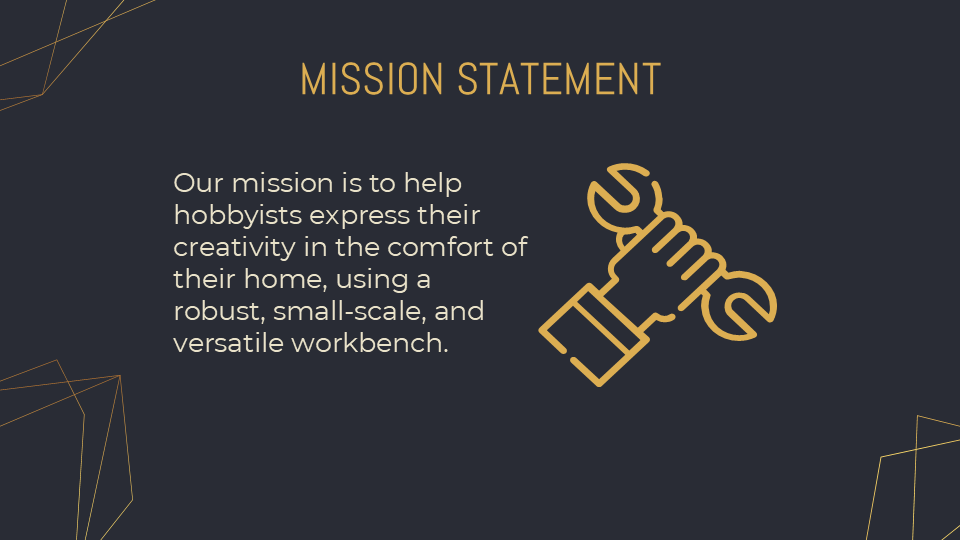 MISSION STATEMENT
Our mission is to help
hobbyists express their
creativity in the comfort of
their home, using a
robust, small-scale, and
versatile workbench.